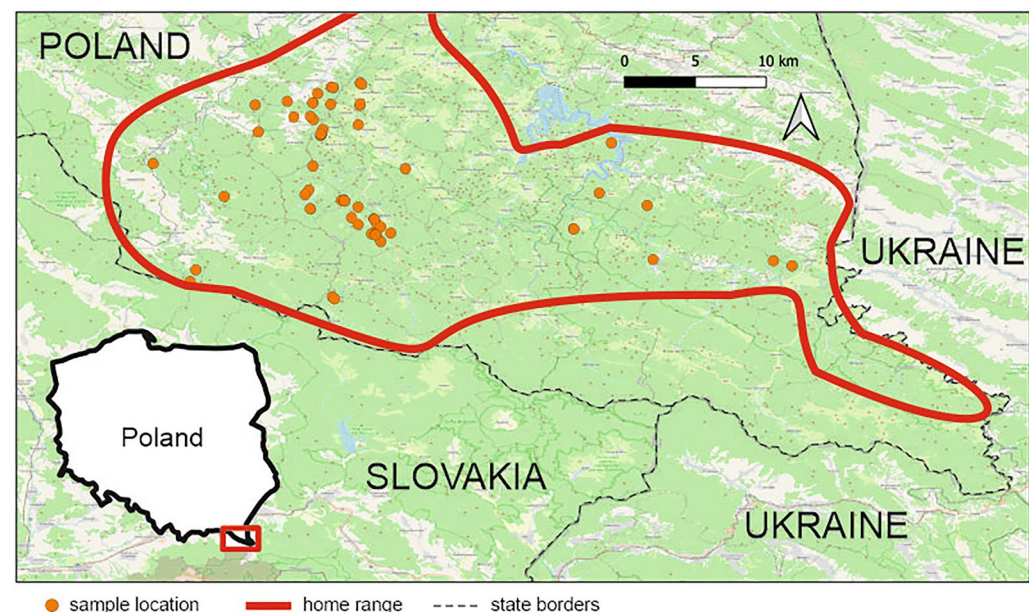 POLAND
0 5 10 km
UKRAINE
Poland
SLOVAKIA
UKRAINE
sample location home range state borders